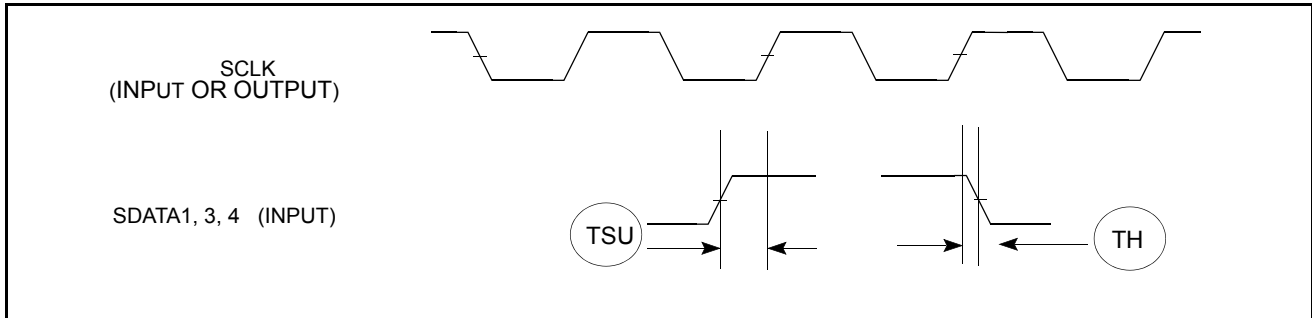 SCLK
(INPUT OR OUTPUT)
SDATA1, 3, 4 (INPUT)
TSU
TH